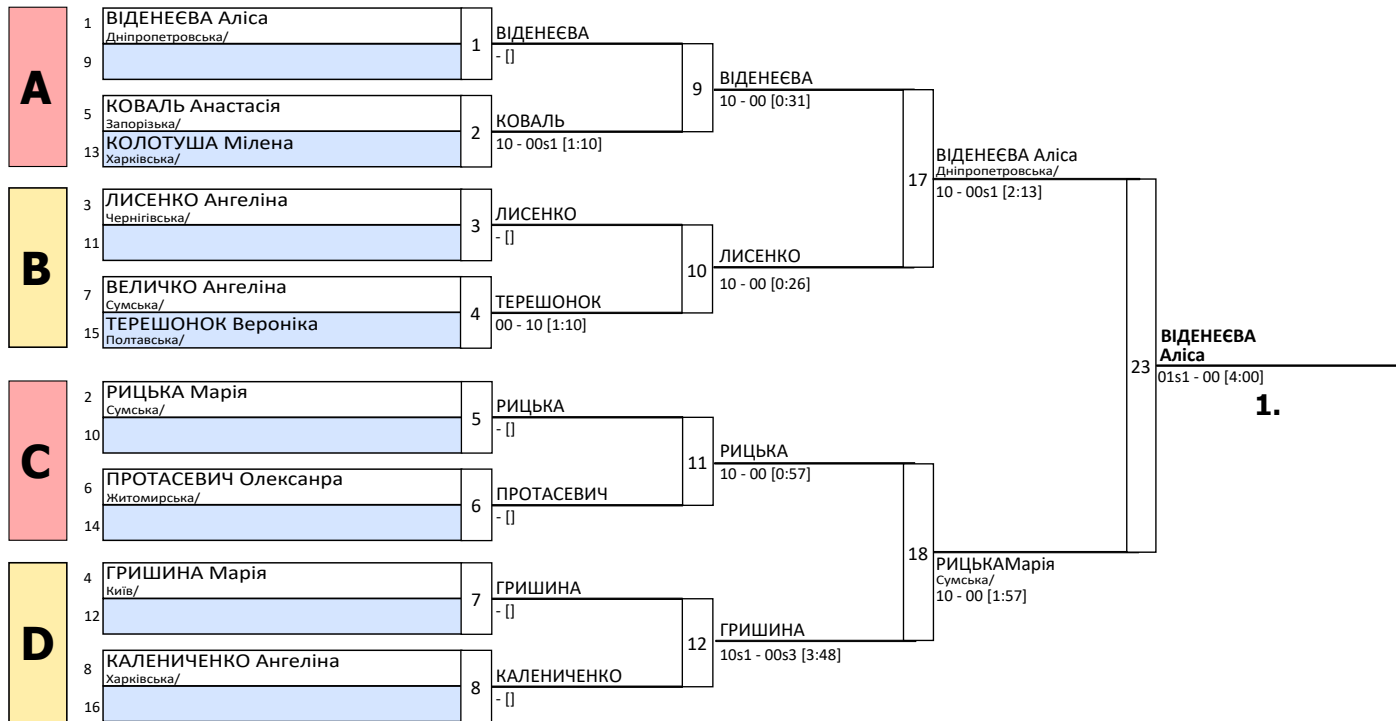 A
1
ВІДЕНЕЄВА Аліса
Дніпропетровська/
9
1
ВІДЕНЕЄВА
- []
5
КОВАЛЬ Анастасія
Запорізька/
13
КОЛОТУША Мілена
Харківська/
2
КОВАЛЬ
10 - 00s1 [1:10]
9
ВІДЕНЕЄВА
10 - 00 [0:31]
B
3
ЛИСЕНКО Ангеліна
Чернігівська/
11
3
ЛИСЕНКО
- []
7
ВЕЛИЧКО Ангеліна
Сумська/
15
ТЕРЕШОНОК Вероніка
Полтавська/
4
ТЕРЕШОНОК
00 - 10 [1:10]
10
ЛИСЕНКО
10 - 00 [0:26]
17
ВІДЕНЕЄВА Аліса
Дніпропетровська/
10 - 00s1 [2:13]
C
2
РИЦЬКА Марія
Сумська/
10
5
РИЦЬКА
- []
6
ПРОТАСЕВИЧ Олександра
Житомирська/
14
6
ПРОТАСЕВИЧ
- []
11
РИЦЬКА
10 - 00 [0:57]
D
4
ГРИШИНА Марія
Київ/
12
7
ГРИШИНА
- []
8
КАЛЕНИЧЕНКО Ангеліна
Харківська/
16
8
КАЛЕНИЧЕНКО
- []
12
ГРИШИНА
10s1 - 00s3 [3:48]
18
РИЦЬКАМарія
Сумська/
10 - 00 [1:57]
23
ВІДЕНЕЄВА
Аліса
01s1 - 00 [4:00]
1.